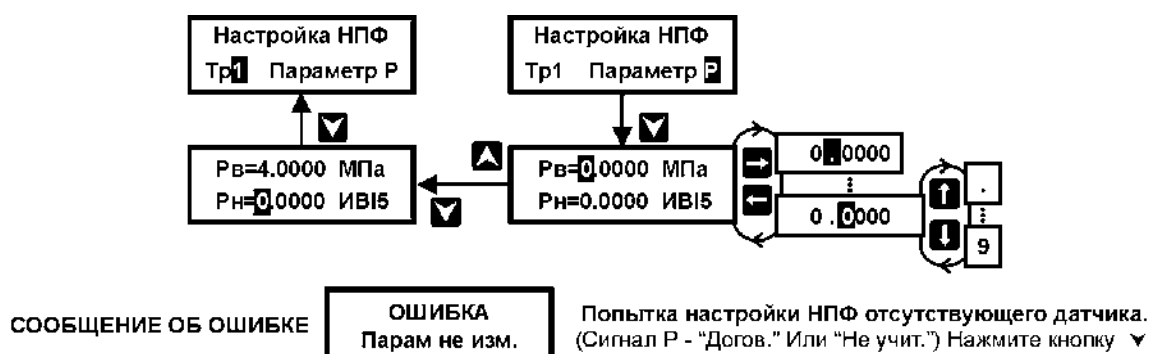 Настройка НПФ
Тр1 Параметр Р
Настройка НПФ
Тр1 Параметр Р
Рв=4.0000 МПа
Рн=0.0000 ИВI5
Рв=0.0000 МПа
Рн=0.0000 ИВI5
0.0000
0.0000
.
9
СООБЩЕНИЕ ОБ ОШИБКЕ
ОШИБКА
Парам не изм.
Попытка настройки НПФ отсутствующего датчика.
(Сигнал Р - "Догов." Или "Не учит.") Нажмите кнопку